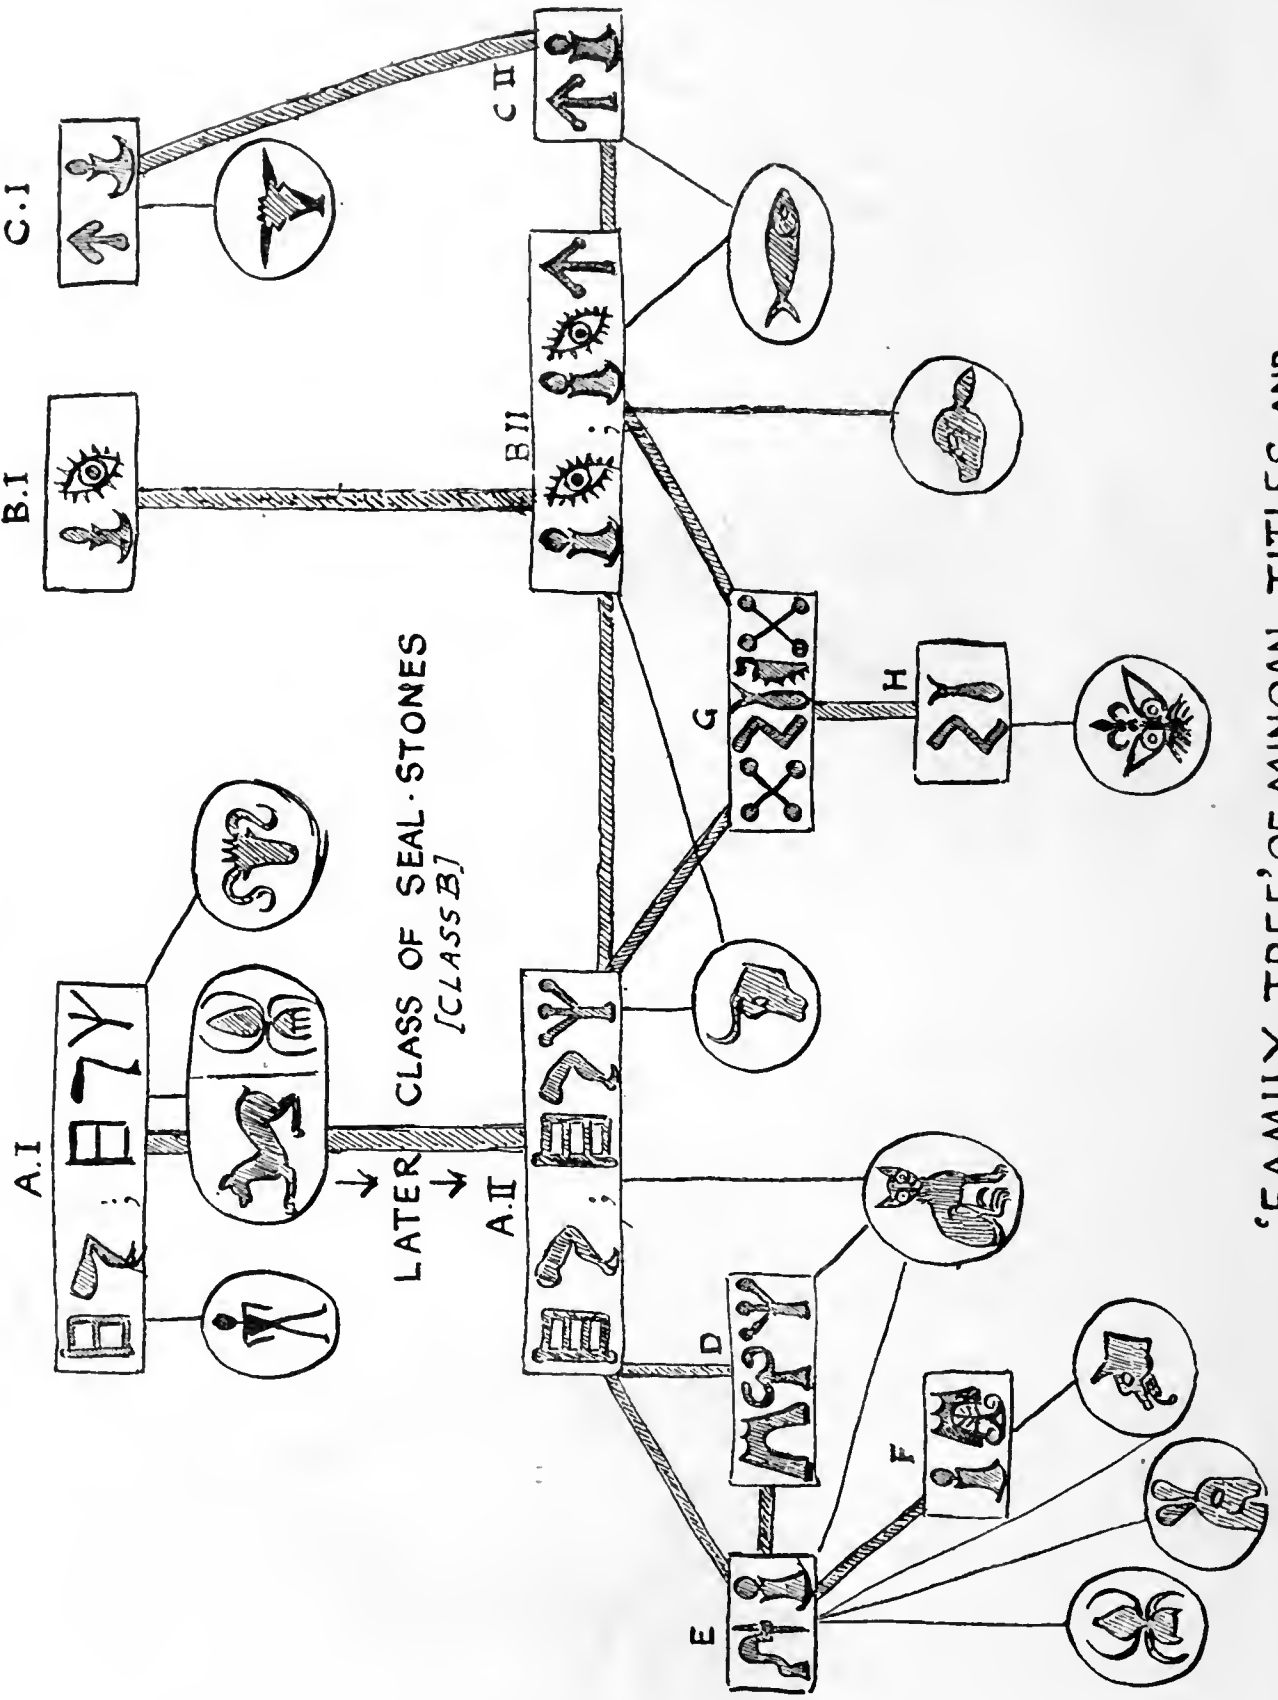 A.I
B.I
C.I
LATER CLASS OF SEAL-STONES
[CLASS B]
A.II
B II
C II
D
G
E
F
H
'FAMILY TREE' OF MINOAN TITLES AND